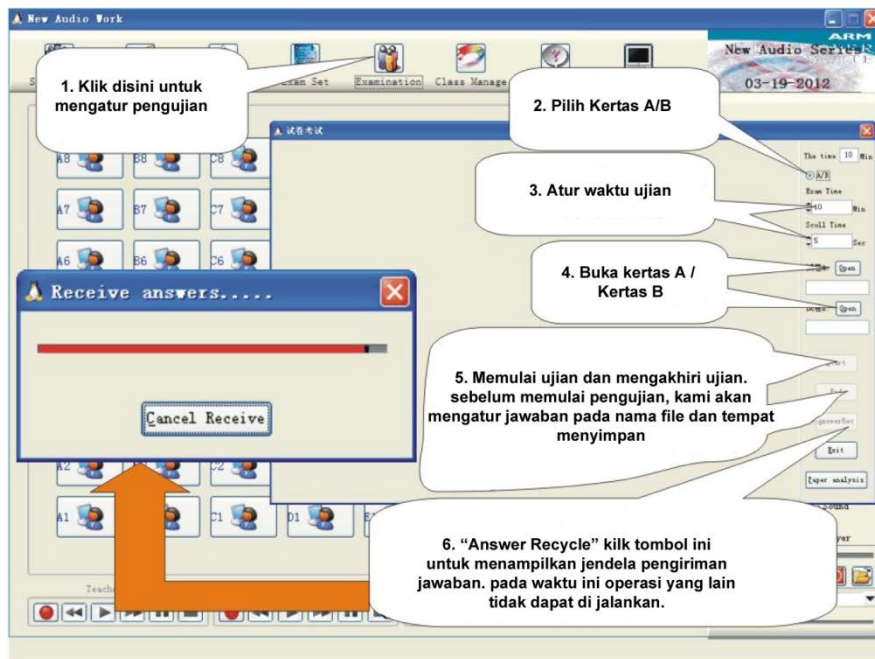 New Audio Work
ARM
New Audio Series
03-19-2012
Exam Set
Examination
Class Manage
1. Klik disini untuk
mengatur pengujian
2. Pilih Kertas A/B
试卷考试
The time 10 Min
A/B
3. Atur waktu ujian
Exam Time
10 Min
Scoll Time
5 Sec
4. Buka kertas A /
Kertas B
Open
Open
A8
B8
C8
A7
B7
C7
A6
B6
C6
Receive answers.....
Cancel Receive
5. Memulai ujian dan mengakhiri ujian.
sebelum memulai pengujian, kami akan
mengatur jawaban pada nama file dan tempat
menyimpan
Exit
Paper analysis
A2
C2
A1
C1
D1
6. “Answer Recycle” kilk tombol ini
untuk menampilkan jendela pengiriman
jawaban. pada waktu ini operasi yang lain
tidak dapat di jalankan.